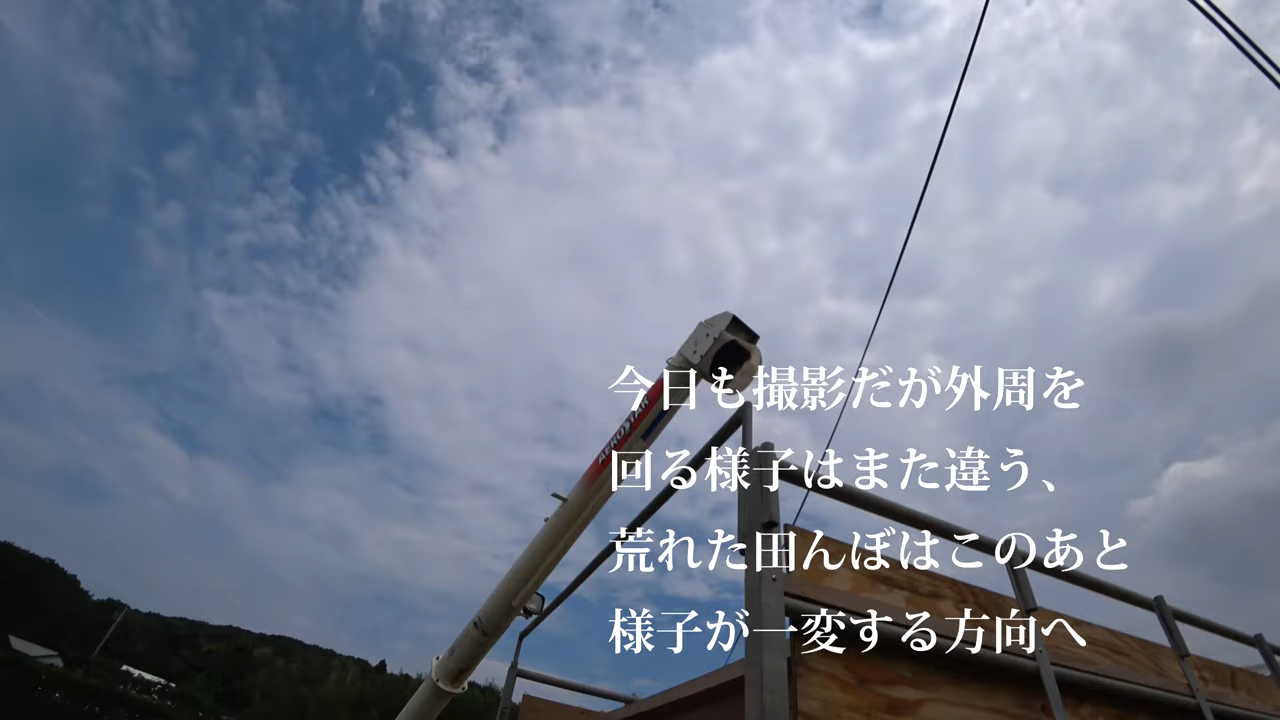 今日も撮影だが外周を
回る様子はまた違う、
荒れた田んぼはこのあと
様子が一変する方向へ
AEROSTAR